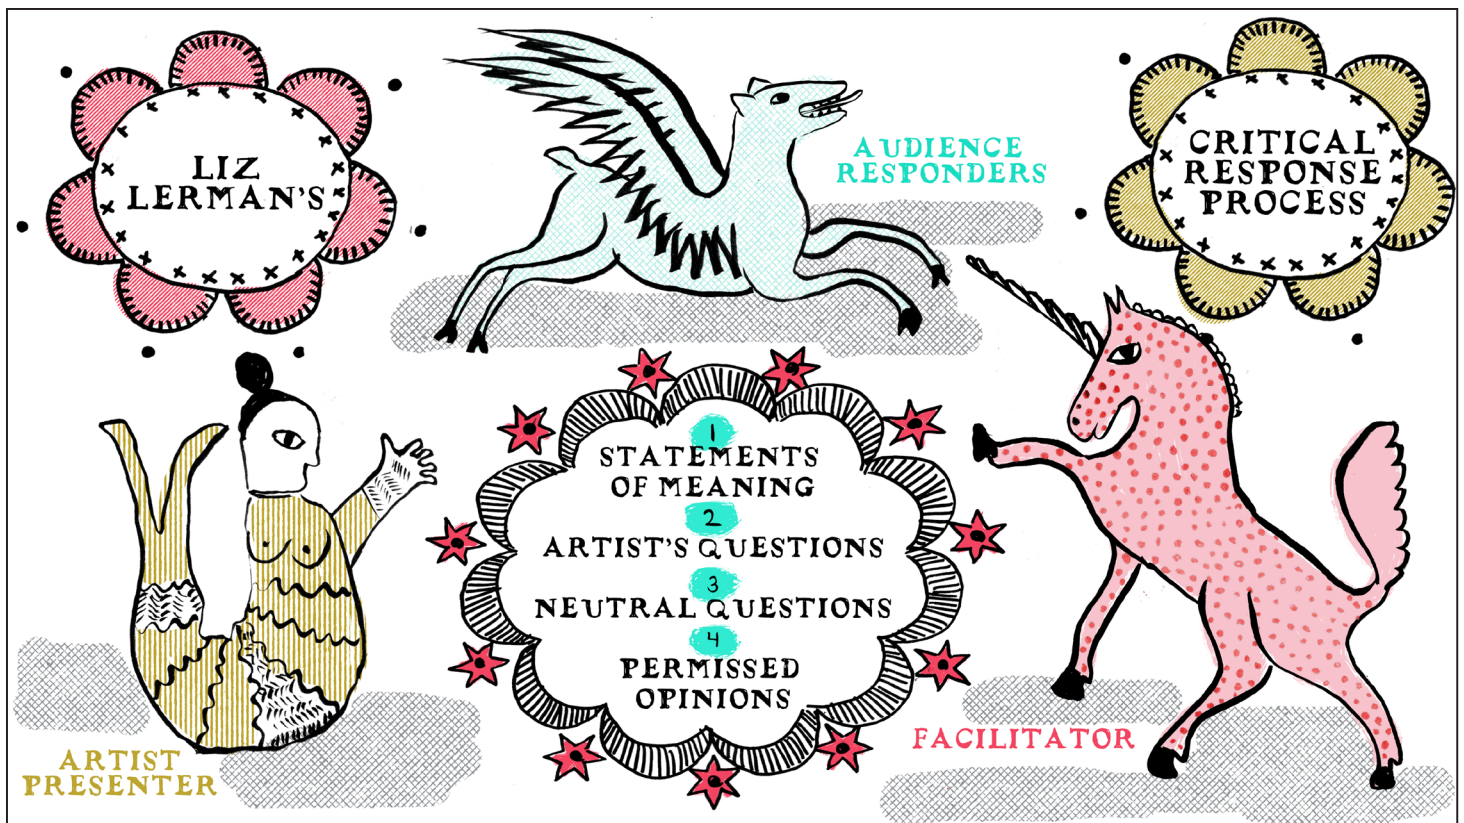 LIZ
LERMAN'S
AUDIENCE
RESPONDERS
CRITICAL
RESPONSE
PROCESS
1
STATEMENTS
OF MEANING
2
ARTIST'S QUESTIONS
3
NEUTRAL QUESTIONS
4
PERMISSED
OPINIONS
ARTIST
PRESENTER
FACILITATOR